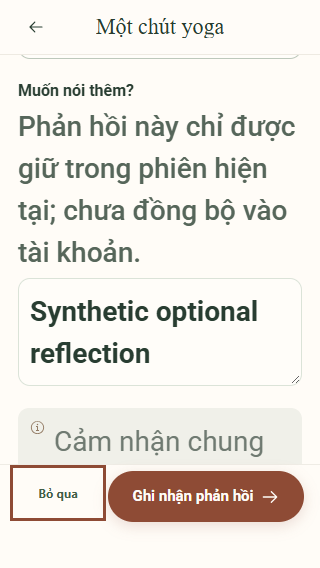 Một chút yoga
Muốn nói thêm?
Phản hồi này chỉ được
giữ trong phiên hiện
tại; chưa đồng bộ vào
tài khoản.
Synthetic optional
reflection
Cảm nhận chung
Bỏ qua
Ghi nhận phản hồi